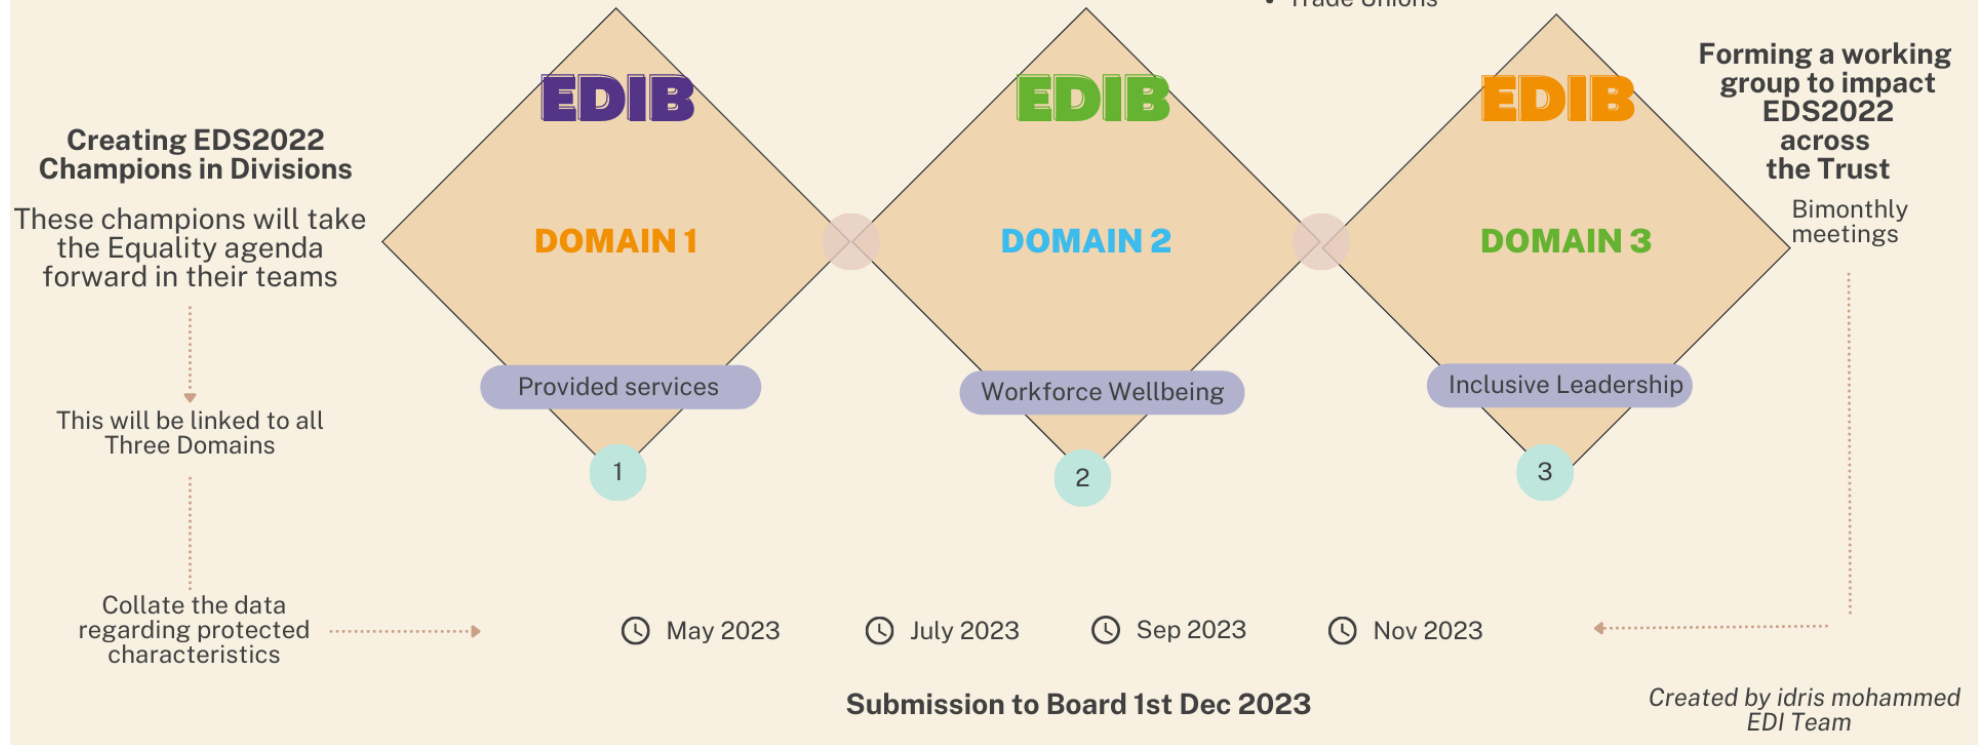 • Trade Unions
Creating EDS2022
Champions in Divisions
These champions will take
the Equality agenda
forward in their teams
This will be linked to all
Three Domains
Collate the data
regarding protected
characteristics
EDIB
DOMAIN 1
Provided services
1
EDIB
DOMAIN 2
Workforce Wellbeing
2
EDIB
DOMAIN 3
Inclusive Leadership
3
Forming a working
group to impact
EDS2022
across
the Trust
Bimonthly
meetings
May 2023
July 2023
Sep 2023
Nov 2023
Submission to Board 1st Dec 2023
Created by idris mohammed
EDI Team